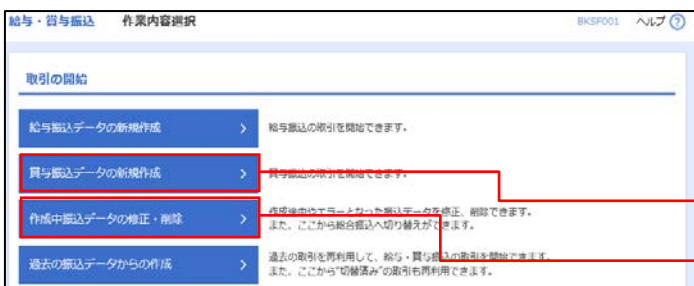 給与・賞与振込 作業内容選択 BKSF001 ヘルプ ?
取引の開始
給与振込データの新規作成 > 給与振込の取引を開始できます。
賞与振込データの新規作成 > 賞与振込の取引を開始できます。
作成中振込データの修正・削除 > 作成途中やエラーとなった振込データを修正、削除できます。
また、ここから総合振込へ切り替えができます。
過去の振込データからの作成 > 過去の取引を再利用して、給与・賞与振込の取引を開始できます。
また、ここから"切替済み"の取引も再利用できます。